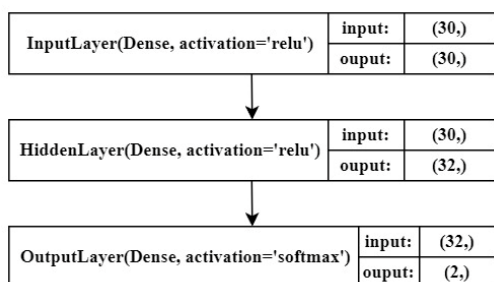 InputLayer(Dense, activation='relu') input: (30,)
ouput: (30,)
HiddenLayer(Dense, activation='relu') input: (30,)
ouput: (32,)
OutputLayer(Dense, activation='softmax') input: (32,)
ouput: (2,)